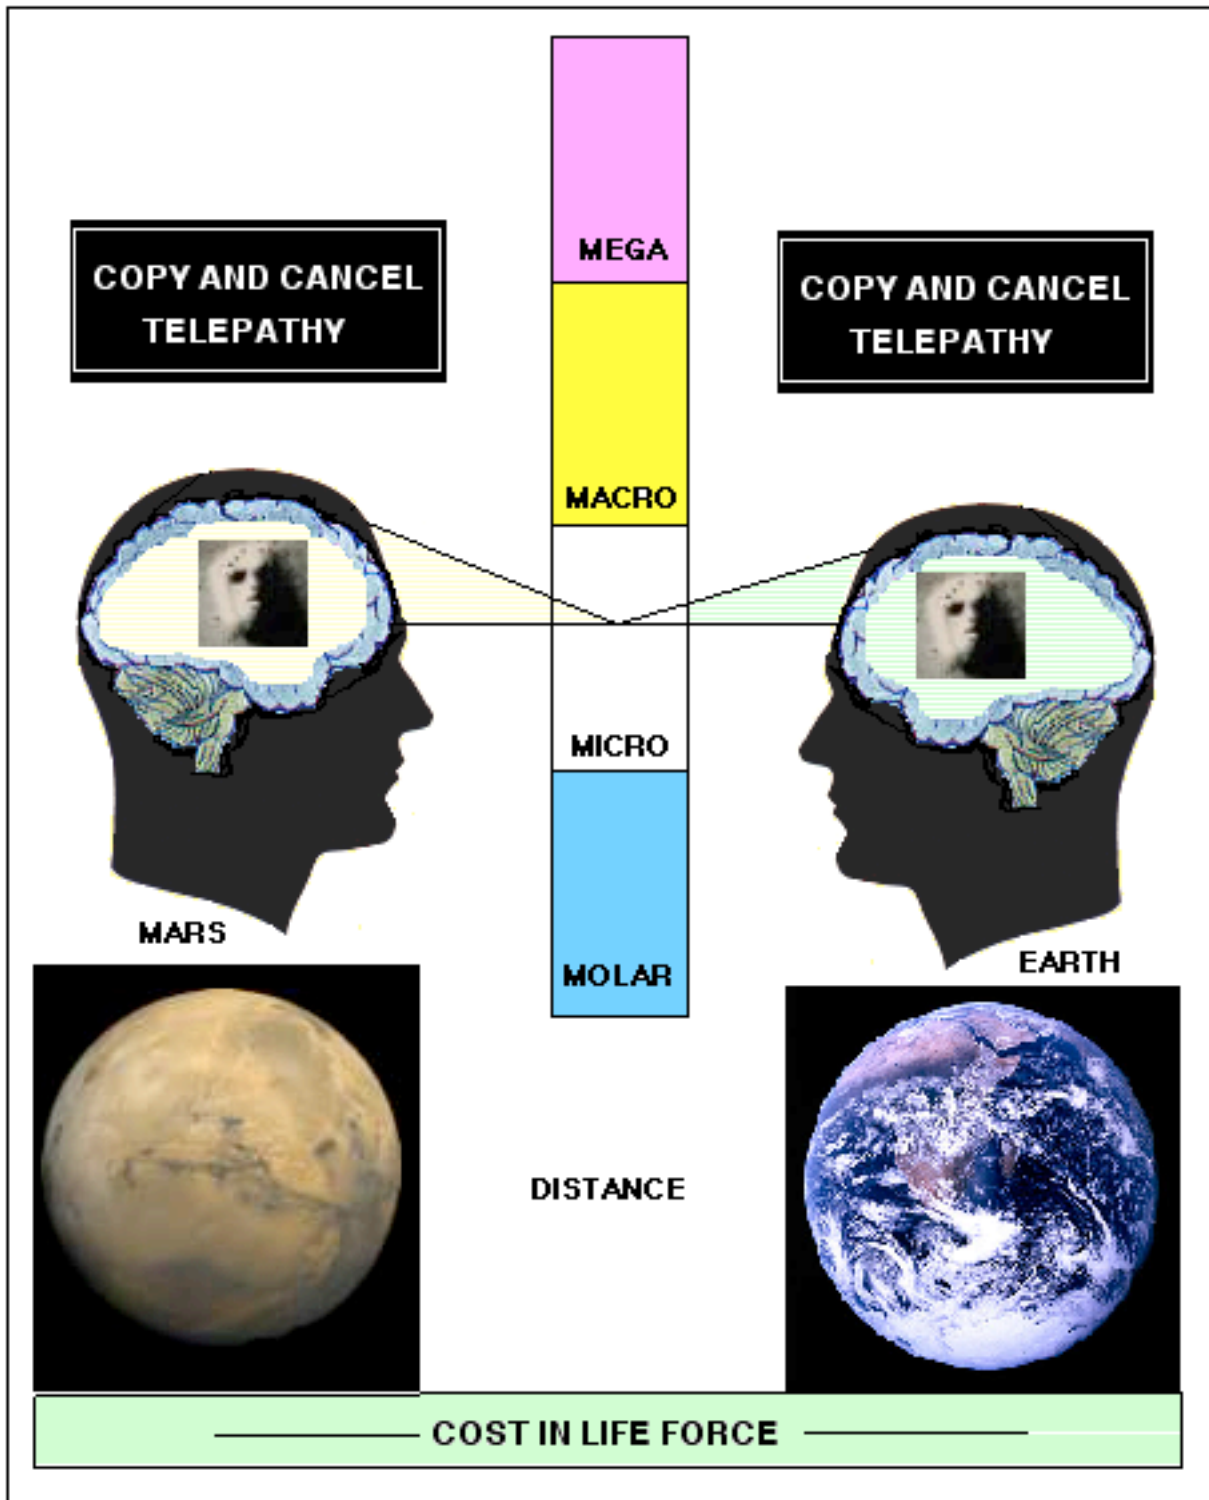 MEGA
COPY AND CANCEL
TELEPATHY
COPY AND CANCEL
TELEPATHY
MACRO
MICRO
MARS
EARTH
MOLAR
DISTANCE
COST IN LIFE FORCE